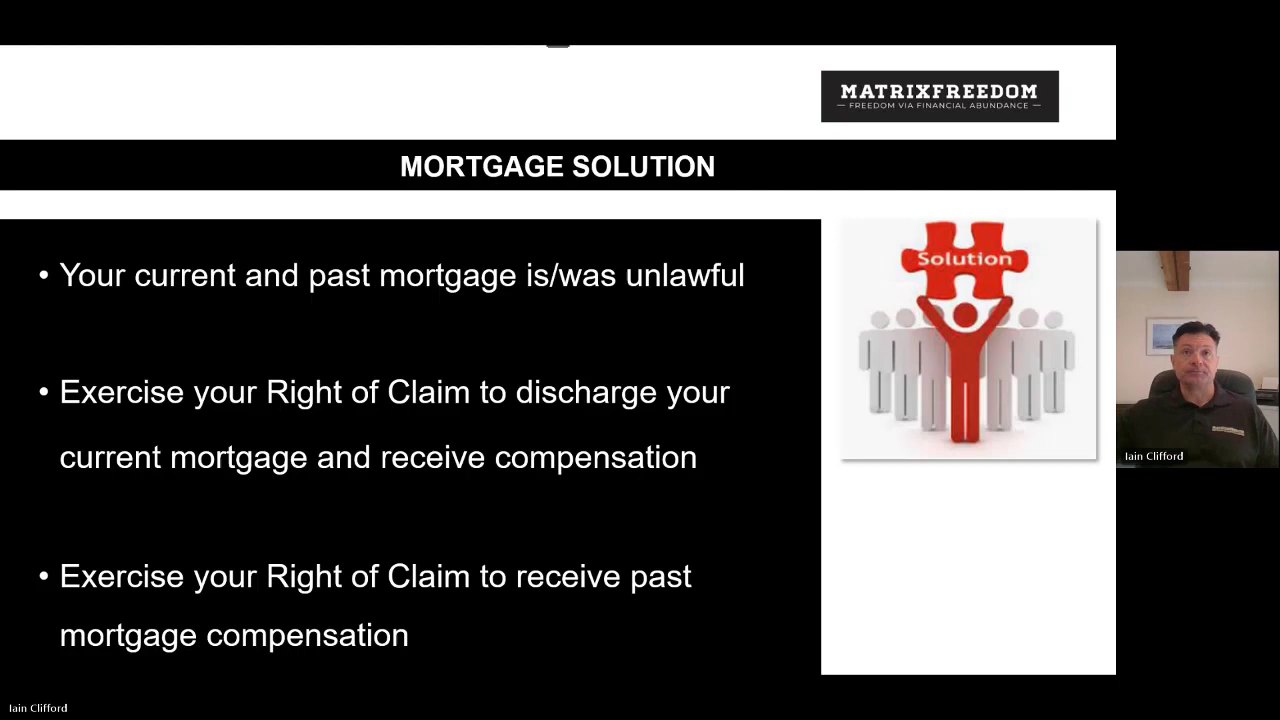 MATRIXFREEDOM
— FREEDOM VIA FINANCIAL ABUNDANCE —
MORTGAGE SOLUTION
• Your current and past mortgage is/was unlawful
Solution
• Exercise your Right of Claim to discharge your
current mortgage and receive compensation
Iain Clifford
• Exercise your Right of Claim to receive past
mortgage compensation
Iain Clifford